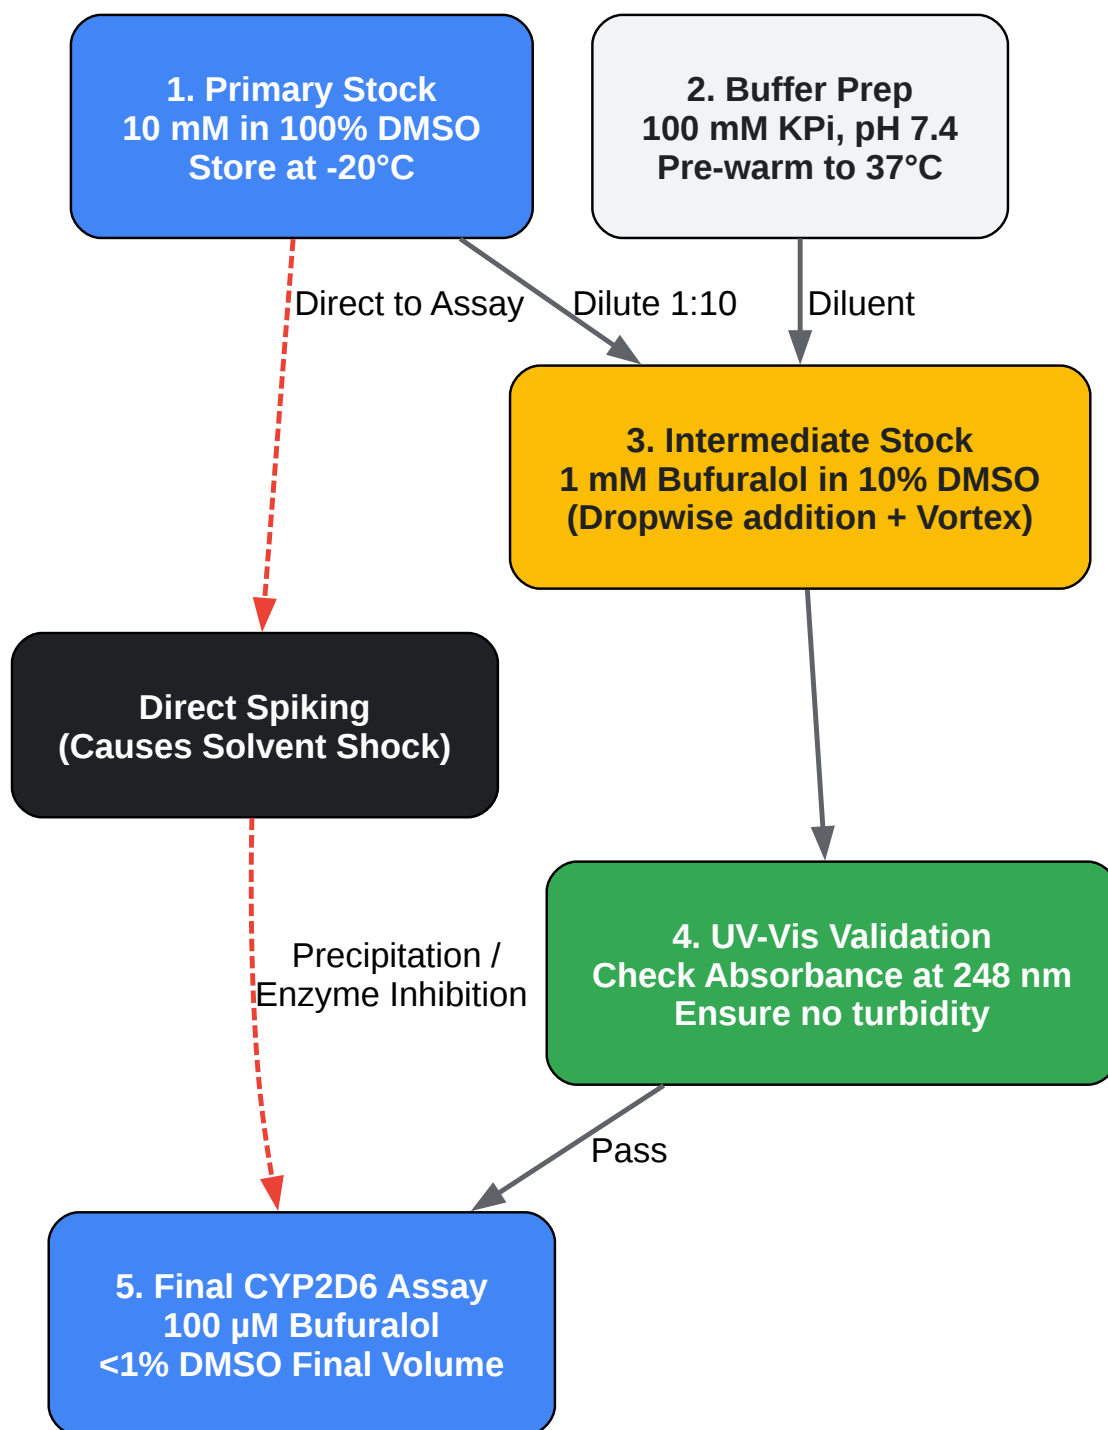 1. Primary Stock
10 mM in 100% DMSO
Store at -20°C
2. Buffer Prep
100 mM KPi, pH 7.4
Pre-warm to 37°C
Direct to Assay
Dilute 1:10
Diluent
3. Intermediate Stock
1 mM Bufuralol in 10% DMSO
(Dropwise addition + Vortex)
Direct Spiking
(Causes Solvent Shock)
Precipitation /
Enzyme Inhibition
4. UV-Vis Validation
Check Absorbance at 248 nm
Ensure no turbidity
Pass
5. Final CYP2D6 Assay
100 µM Bufuralol
<1% DMSO Final Volume